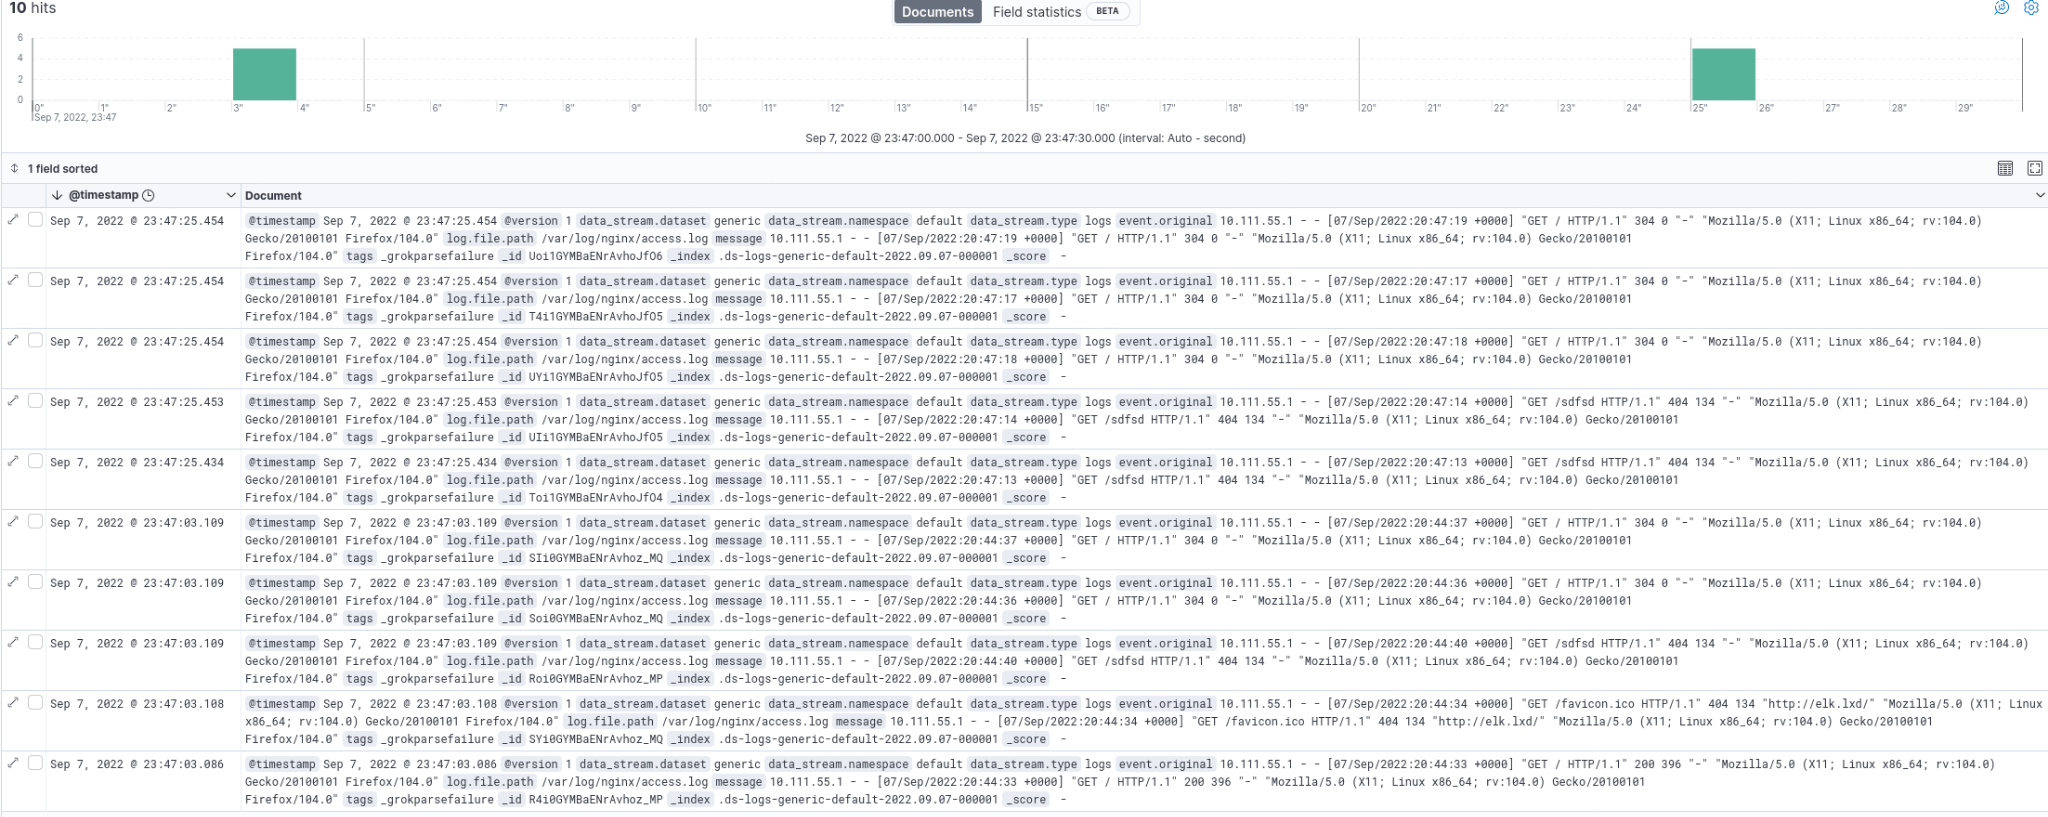 10 hits
Documents Field statistics BETA
6
4
2
0
0" 1" 2" 3" 4" 5" 6" 7" 8" 9" 10" 11" 12" 13" 14" 15" 16" 17" 18" 19" 20" 21" 22" 23" 24" 25" 26" 27" 28" 29"
Sep 7, 2022, 23:47
Sep 7, 2022 @ 23:47:00.000 - Sep 7, 2022 @ 23:47:30.000 (interval: Auto - second)
1 field sorted
@timestamp Document
Sep 7, 2022 @ 23:47:25.454 @timestamp Sep 7, 2022 @ 23:47:25.454 @version 1 data_stream.dataset generic data_stream.namespace default data_stream.type logs event.original 10.111.55.1 - - [07/Sep/2022:20:47:19 +0000] "GET / HTTP/1.1" 304 0 "-" "Mozilla/5.0 (X11; Linux x86_64; rv:104.0)
Gecko/20100101 Firefox/104.0" log.file.path /var/log/nginx/access.log message 10.111.55.1 - - [07/Sep/2022:20:47:19 +0000] "GET / HTTP/1.1" 304 0 "-" "Mozilla/5.0 (X11; Linux x86_64; rv:104.0) Gecko/20100101
Firefox/104.0" tags _grokparsefailure _id Uoi1GYMBaENrAvhoJfO6 _index .ds-logs-generic-default-2022.09.07-000001 _score -
Sep 7, 2022 @ 23:47:25.454 @timestamp Sep 7, 2022 @ 23:47:25.454 @version 1 data_stream.dataset generic data_stream.namespace default data_stream.type logs event.original 10.111.55.1 - - [07/Sep/2022:20:47:17 +0000] "GET / HTTP/1.1" 304 0 "-" "Mozilla/5.0 (X11; Linux x86_64; rv:104.0)
Gecko/20100101 Firefox/104.0" log.file.path /var/log/nginx/access.log message 10.111.55.1 - - [07/Sep/2022:20:47:17 +0000] "GET / HTTP/1.1" 304 0 "-" "Mozilla/5.0 (X11; Linux x86_64; rv:104.0) Gecko/20100101
Firefox/104.0" tags _grokparsefailure _id T4i1GYMBaENrAvhoJfO5 _index .ds-logs-generic-default-2022.09.07-000001 _score -
Sep 7, 2022 @ 23:47:25.454 @timestamp Sep 7, 2022 @ 23:47:25.454 @version 1 data_stream.dataset generic data_stream.namespace default data_stream.type logs event.original 10.111.55.1 - - [07/Sep/2022:20:47:18 +0000] "GET / HTTP/1.1" 304 0 "-" "Mozilla/5.0 (X11; Linux x86_64; rv:104.0)
Gecko/20100101 Firefox/104.0" log.file.path /var/log/nginx/access.log message 10.111.55.1 - - [07/Sep/2022:20:47:18 +0000] "GET / HTTP/1.1" 304 0 "-" "Mozilla/5.0 (X11; Linux x86_64; rv:104.0) Gecko/20100101
Firefox/104.0" tags _grokparsefailure _id UYi1GYMBaENrAvhoJfO5 _index .ds-logs-generic-default-2022.09.07-000001 _score -
Sep 7, 2022 @ 23:47:25.453 @timestamp Sep 7, 2022 @ 23:47:25.453 @version 1 data_stream.dataset generic data_stream.namespace default data_stream.type logs event.original 10.111.55.1 - - [07/Sep/2022:20:47:14 +0000] "GET /sdfsd HTTP/1.1" 404 134 "-" "Mozilla/5.0 (X11; Linux x86_64; rv:104.0)
Gecko/20100101 Firefox/104.0" log.file.path /var/log/nginx/access.log message 10.111.55.1 - - [07/Sep/2022:20:47:14 +0000] "GET /sdfsd HTTP/1.1" 404 134 "-" "Mozilla/5.0 (X11; Linux x86_64; rv:104.0) Gecko/20100101
Firefox/104.0" tags _grokparsefailure _id UIi1GYMBaENrAvhoJfO5 _index .ds-logs-generic-default-2022.09.07-000001 _score -
Sep 7, 2022 @ 23:47:25.434 @timestamp Sep 7, 2022 @ 23:47:25.434 @version 1 data_stream.dataset generic data_stream.namespace default data_stream.type logs event.original 10.111.55.1 - - [07/Sep/2022:20:47:13 +0000] "GET /sdfsd HTTP/1.1" 404 134 "-" "Mozilla/5.0 (X11; Linux x86_64; rv:104.0)
Gecko/20100101 Firefox/104.0" log.file.path /var/log/nginx/access.log message 10.111.55.1 - - [07/Sep/2022:20:47:13 +0000] "GET /sdfsd HTTP/1.1" 404 134 "-" "Mozilla/5.0 (X11; Linux x86_64; rv:104.0) Gecko/20100101
Firefox/104.0" tags _grokparsefailure _id Toi1GYMBaENrAvhoJfO4 _index .ds-logs-generic-default-2022.09.07-000001 _score -
Sep 7, 2022 @ 23:47:03.109 @timestamp Sep 7, 2022 @ 23:47:03.109 @version 1 data_stream.dataset generic data_stream.namespace default data_stream.type logs event.original 10.111.55.1 - - [07/Sep/2022:20:44:37 +0000] "GET / HTTP/1.1" 304 0 "-" "Mozilla/5.0 (X11; Linux x86_64; rv:104.0)
Gecko/20100101 Firefox/104.0" log.file.path /var/log/nginx/access.log message 10.111.55.1 - - [07/Sep/2022:20:44:37 +0000] "GET / HTTP/1.1" 304 0 "-" "Mozilla/5.0 (X11; Linux x86_64; rv:104.0) Gecko/20100101
Firefox/104.0" tags _grokparsefailure _id SIi0GYMBaENrAvhoz_MQ _index .ds-logs-generic-default-2022.09.07-000001 _score -
Sep 7, 2022 @ 23:47:03.109 @timestamp Sep 7, 2022 @ 23:47:03.109 @version 1 data_stream.dataset generic data_stream.namespace default data_stream.type logs event.original 10.111.55.1 - - [07/Sep/2022:20:44:36 +0000] "GET / HTTP/1.1" 304 0 "-" "Mozilla/5.0 (X11; Linux x86_64; rv:104.0)
Gecko/20100101 Firefox/104.0" log.file.path /var/log/nginx/access.log message 10.111.55.1 - - [07/Sep/2022:20:44:36 +0000] "GET / HTTP/1.1" 304 0 "-" "Mozilla/5.0 (X11; Linux x86_64; rv:104.0) Gecko/20100101
Firefox/104.0" tags _grokparsefailure _id Soi0GYMBaENrAvhoz_MQ _index .ds-logs-generic-default-2022.09.07-000001 _score -
Sep 7, 2022 @ 23:47:03.109 @timestamp Sep 7, 2022 @ 23:47:03.109 @version 1 data_stream.dataset generic data_stream.namespace default data_stream.type logs event.original 10.111.55.1 - - [07/Sep/2022:20:44:40 +0000] "GET /sdfsd HTTP/1.1" 404 134 "-" "Mozilla/5.0 (X11; Linux x86_64; rv:104.0)
Gecko/20100101 Firefox/104.0" log.file.path /var/log/nginx/access.log message 10.111.55.1 - - [07/Sep/2022:20:44:40 +0000] "GET /sdfsd HTTP/1.1" 404 134 "-" "Mozilla/5.0 (X11; Linux x86_64; rv:104.0) Gecko/20100101
Firefox/104.0" tags _grokparsefailure _id Roi0GYMBaENrAvhoz_MP _index .ds-logs-generic-default-2022.09.07-000001 _score -
Sep 7, 2022 @ 23:47:03.108 @timestamp Sep 7, 2022 @ 23:47:03.108 @version 1 data_stream.dataset generic data_stream.namespace default data_stream.type logs event.original 10.111.55.1 - - [07/Sep/2022:20:44:34 +0000] "GET /favicon.ico HTTP/1.1" 404 134 "http://elk.lxd/" "Mozilla/5.0 (X11; Linux
x86_64; rv:104.0) Gecko/20100101 Firefox/104.0" log.file.path /var/log/nginx/access.log message 10.111.55.1 - - [07/Sep/2022:20:44:34 +0000] "GET /favicon.ico HTTP/1.1" 404 134 "http://elk.lxd/" "Mozilla/5.0 (X11; Linux x86_64; rv:104.0) Gecko/20100101
Firefox/104.0" tags _grokparsefailure _id SYi0GYMBaENrAvhoz_MQ _index .ds-logs-generic-default-2022.09.07-000001 _score -
Sep 7, 2022 @ 23:47:03.086 @timestamp Sep 7, 2022 @ 23:47:03.086 @version 1 data_stream.dataset generic data_stream.namespace default data_stream.type logs event.original 10.111.55.1 - - [07/Sep/2022:20:44:33 +0000] "GET / HTTP/1.1" 200 396 "-" "Mozilla/5.0 (X11; Linux x86_64; rv:104.0)
Gecko/20100101 Firefox/104.0" log.file.path /var/log/nginx/access.log message 10.111.55.1 - - [07/Sep/2022:20:44:33 +0000] "GET / HTTP/1.1" 200 396 "-" "Mozilla/5.0 (X11; Linux x86_64; rv:104.0) Gecko/20100101
Firefox/104.0" tags _grokparsefailure _id R4i0GYMBaENrAvhoz_MP _index .ds-logs-generic-default-2022.09.07-000001 _score -